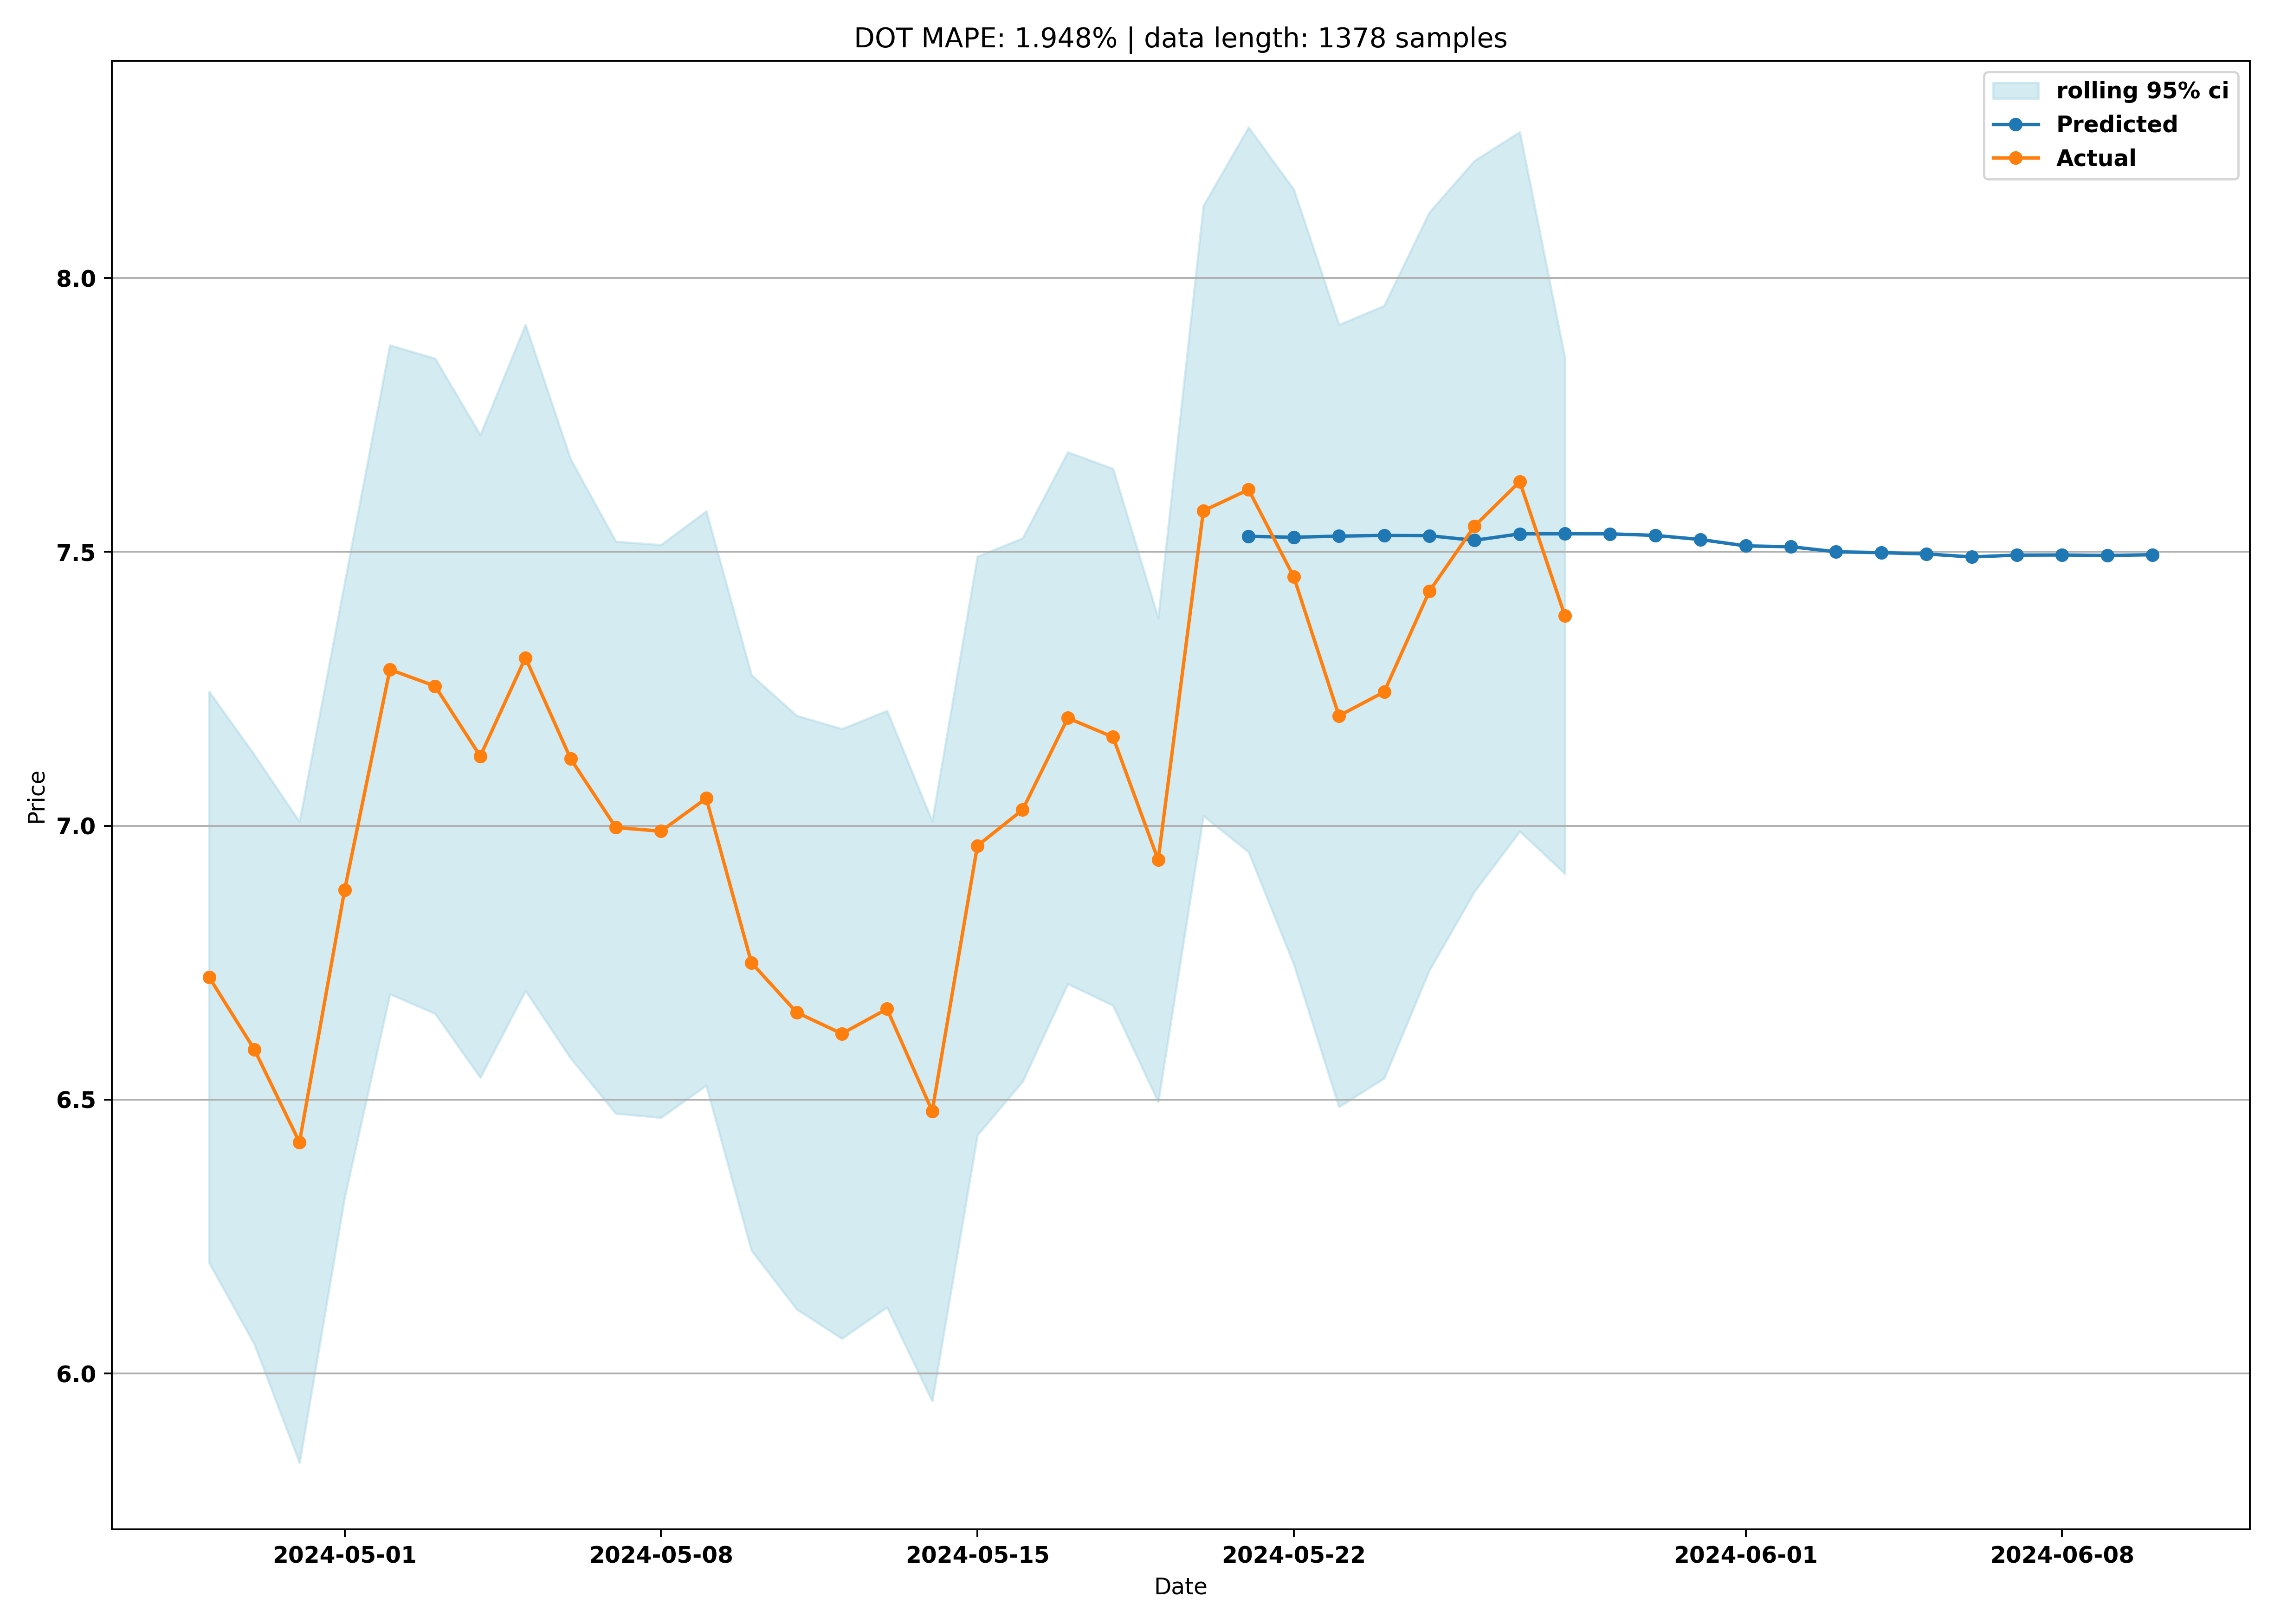 DOT MAPE: 1.948% | data length: 1378 samples
rolling 95% ci
Predicted
Actual
8.0
7.5
7.0
6.5
6.0
Price
2024-05-01
2024-05-08
2024-05-15
2024-05-22
2024-06-01
2024-06-08
Date